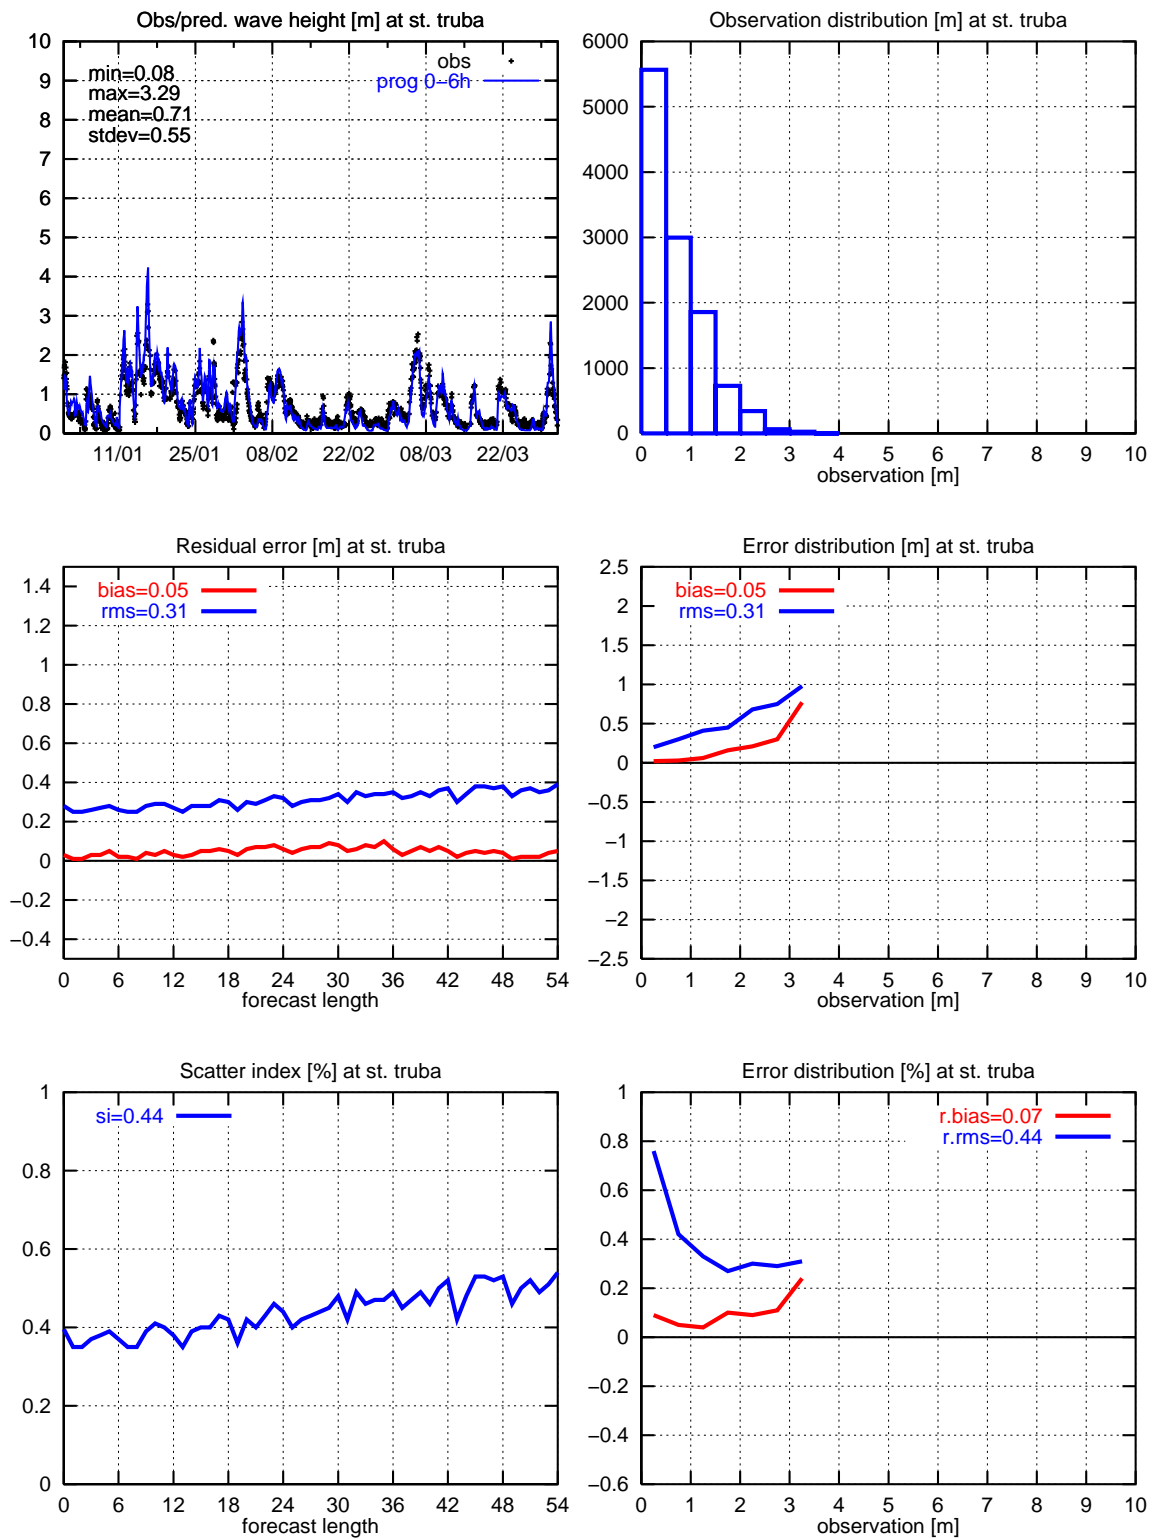 Obs/pred. wave height [m] at st. truba
10
9
8
7
6
5
4
3
2
1
0
min=0.08
max=3.29
mean=0.71
stdev=0.55
obs
prog 0−6h
11/01 25/01 08/02 22/02 08/03 22/03
Observation distribution [m] at st. truba
6000
5000
4000
3000
2000
1000
0
0 1 2 3 4 5 6 7 8 9 10
observation [m]
Residual error [m] at st. truba
1.4
1.2
1
0.8
0.6
0.4
0.2
0
−0.2
−0.4
bias=0.05
rms=0.31
0 6 12 18 24 30 36 42 48 54
forecast length
Error distribution [m] at st. truba
2.5
2
1.5
1
0.5
0
−0.5
−1
−1.5
−2
−2.5
bias=0.05
rms=0.31
0 1 2 3 4 5 6 7 8 9 10
observation [m]
Scatter index [%] at st. truba
1
0.8
0.6
0.4
0.2
0
si=0.44
0 6 12 18 24 30 36 42 48 54
forecast length
Error distribution [%] at st. truba
1
0.8
0.6
0.4
0.2
0
−0.2
−0.4
−0.6
r.bias=0.07
r.rms=0.44
0 1 2 3 4 5 6 7 8 9 10
observation [m]